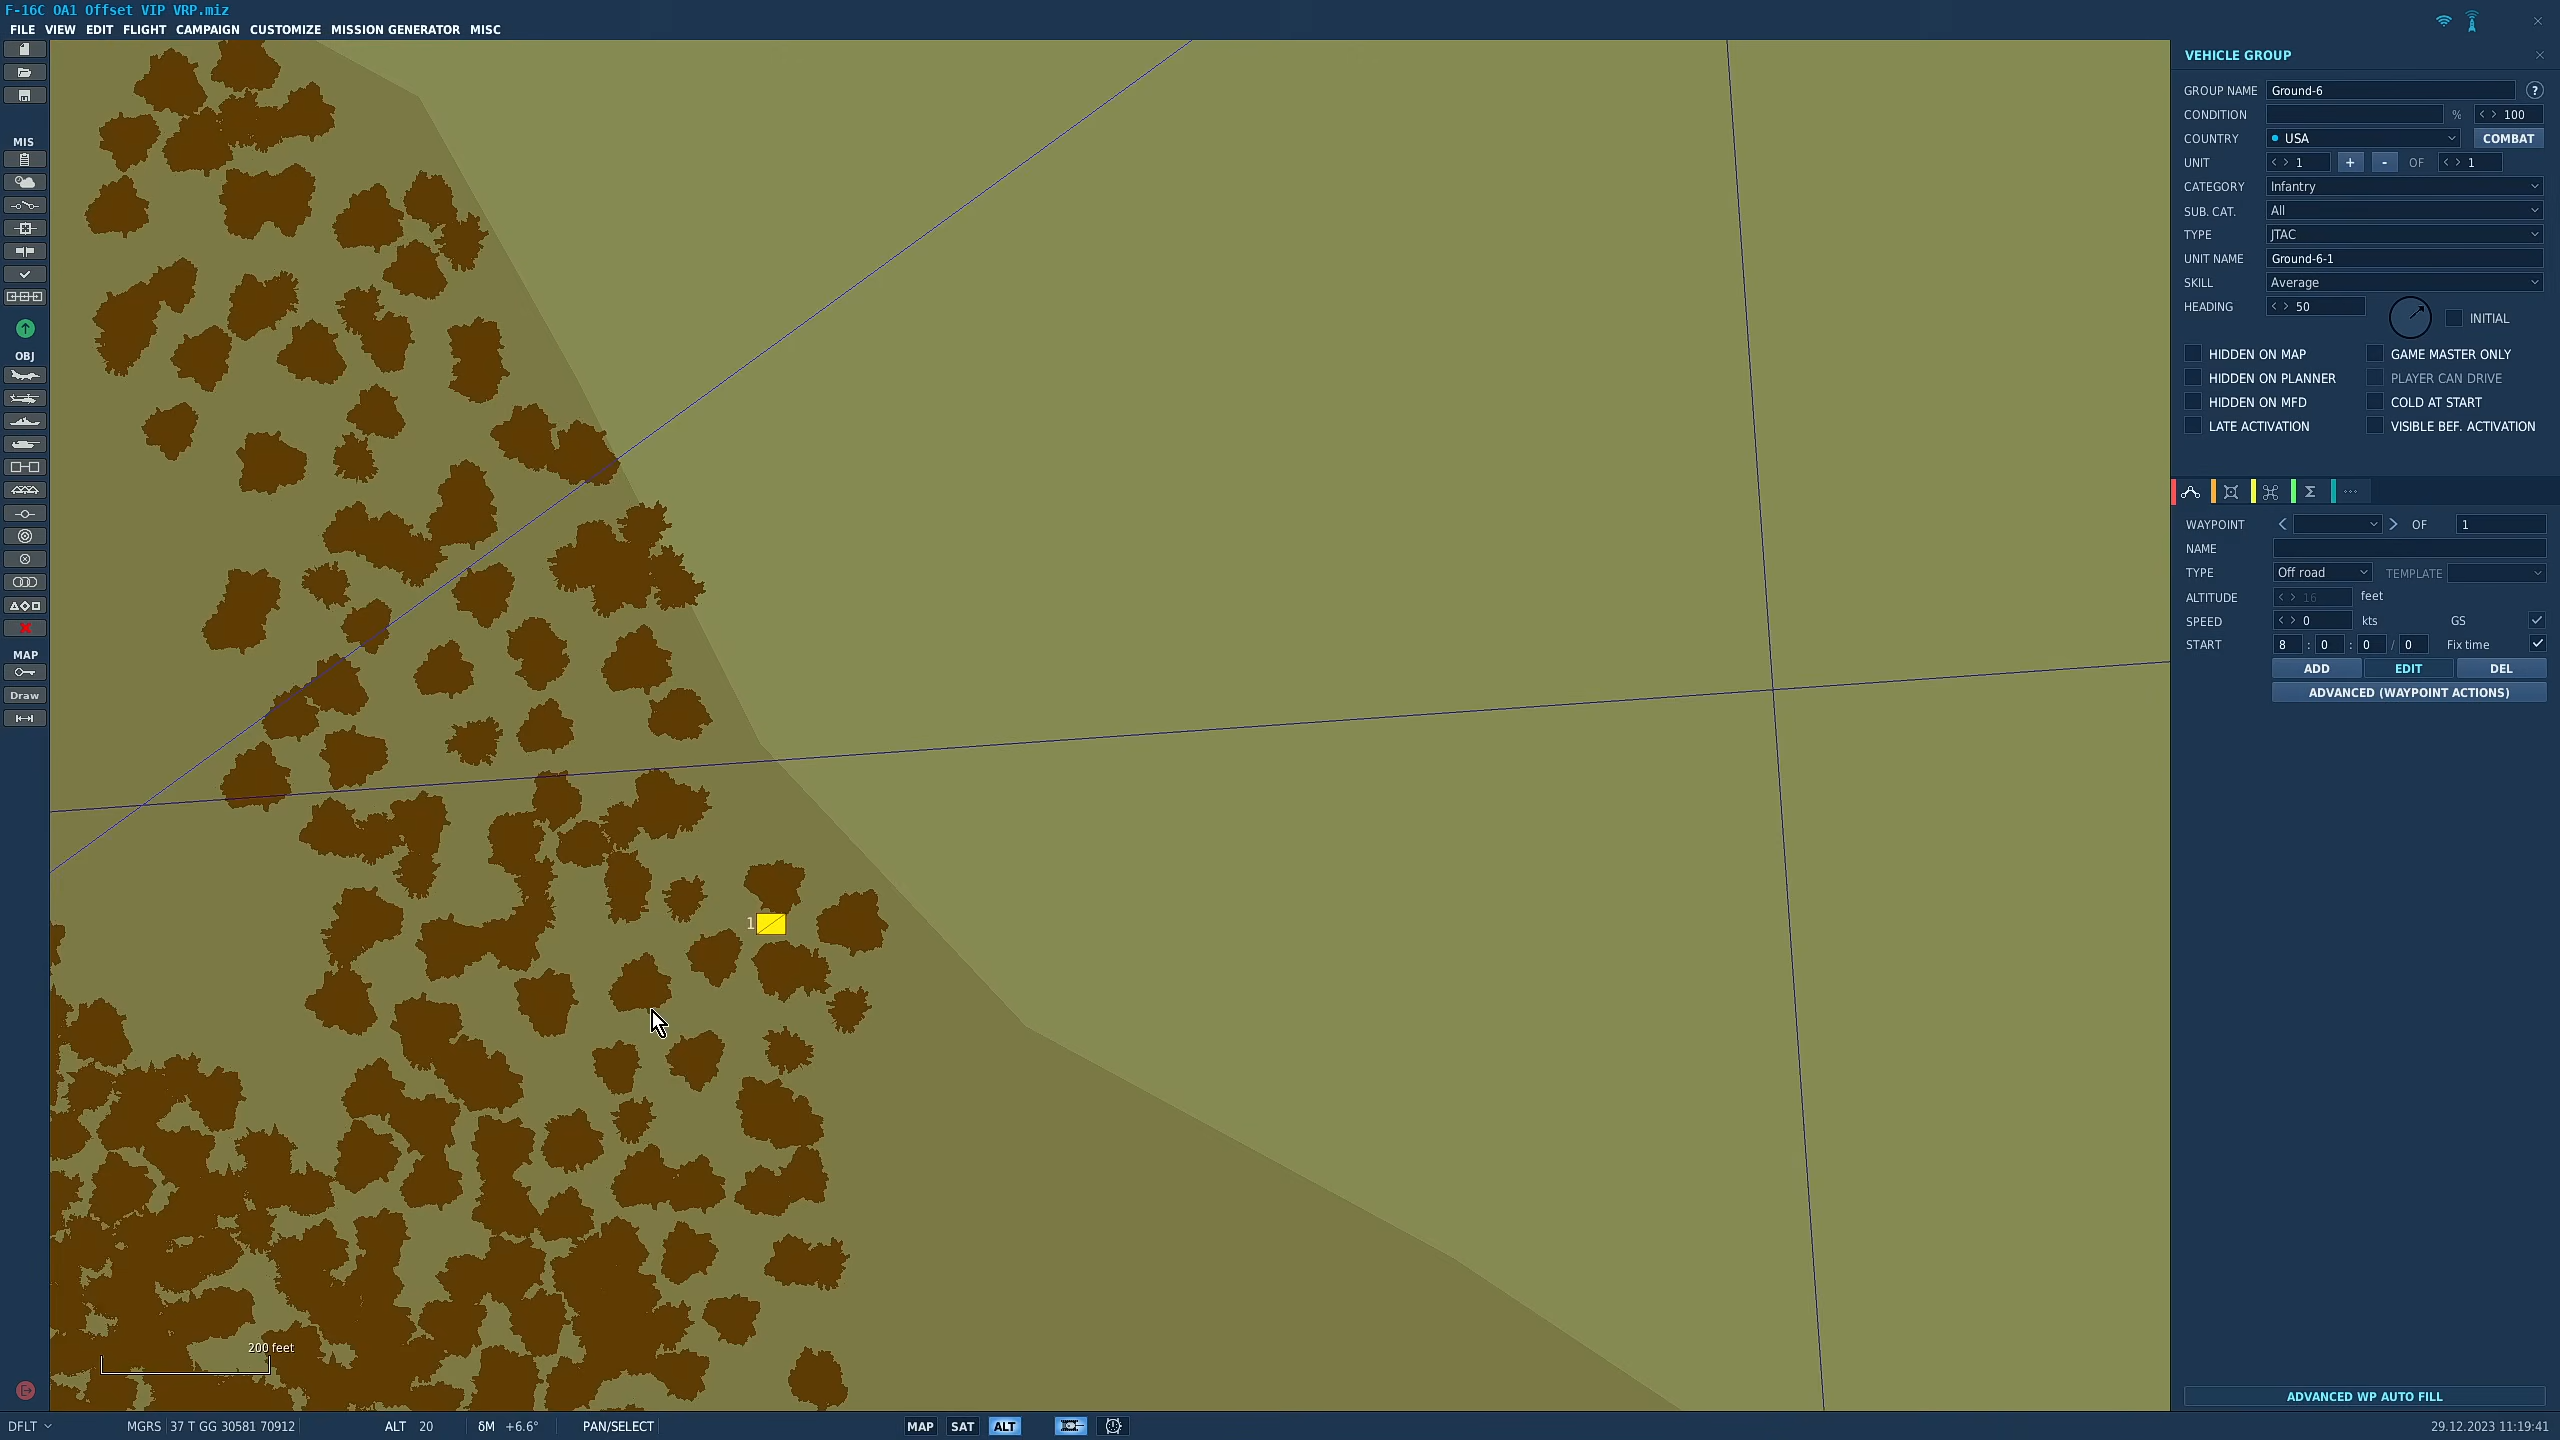 F-16C OA1 Offset VIP VRP.miz
FILE VIEW EDIT FLIGHT CAMPAIGN CUSTOMIZE MISSION GENERATOR MISC
MIS
OBJ
MAP
Draw
1
200 feet
VEHICLE GROUP
GROUP NAME Ground-6 ?
CONDITION % < > 100
COUNTRY USA COMBAT
UNIT < > 1 + - OF < > 1
CATEGORY Infantry
SUB. CAT. All
TYPE JTAC
UNIT NAME Ground-6-1
SKILL Average
HEADING < > 50 INITIAL
HIDDEN ON MAP GAME MASTER ONLY
HIDDEN ON PLANNER PLAYER CAN DRIVE
HIDDEN ON MFD COLD AT START
LATE ACTIVATION VISIBLE BEF. ACTIVATION
Σ ...
WAYPOINT < > OF 1
NAME
TYPE Off road TEMPLATE
ALTITUDE < > 16 feet
SPEED < > 0 kts GS
START 8 : 0 : 0 / 0 Fix time
ADD EDIT DEL
ADVANCED (WAYPOINT ACTIONS)
ADVANCED WP AUTO FILL
DFLT MGRS 37 T GG 30581 70912 ALT 20 δM +6.6° PAN/SELECT MAP SAT ALT 29.12.2023 11:19:41